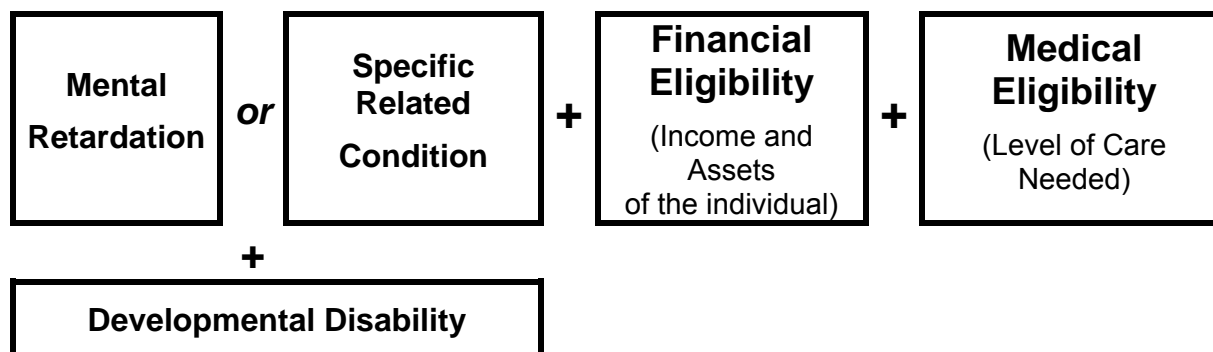 Mental
Retardation
or
Specific
Related
Condition
+
Financial
Eligibility
(Income and
Assets
of the individual)
+
Medical
Eligibility
(Level of Care
Needed)
+
Developmental Disability